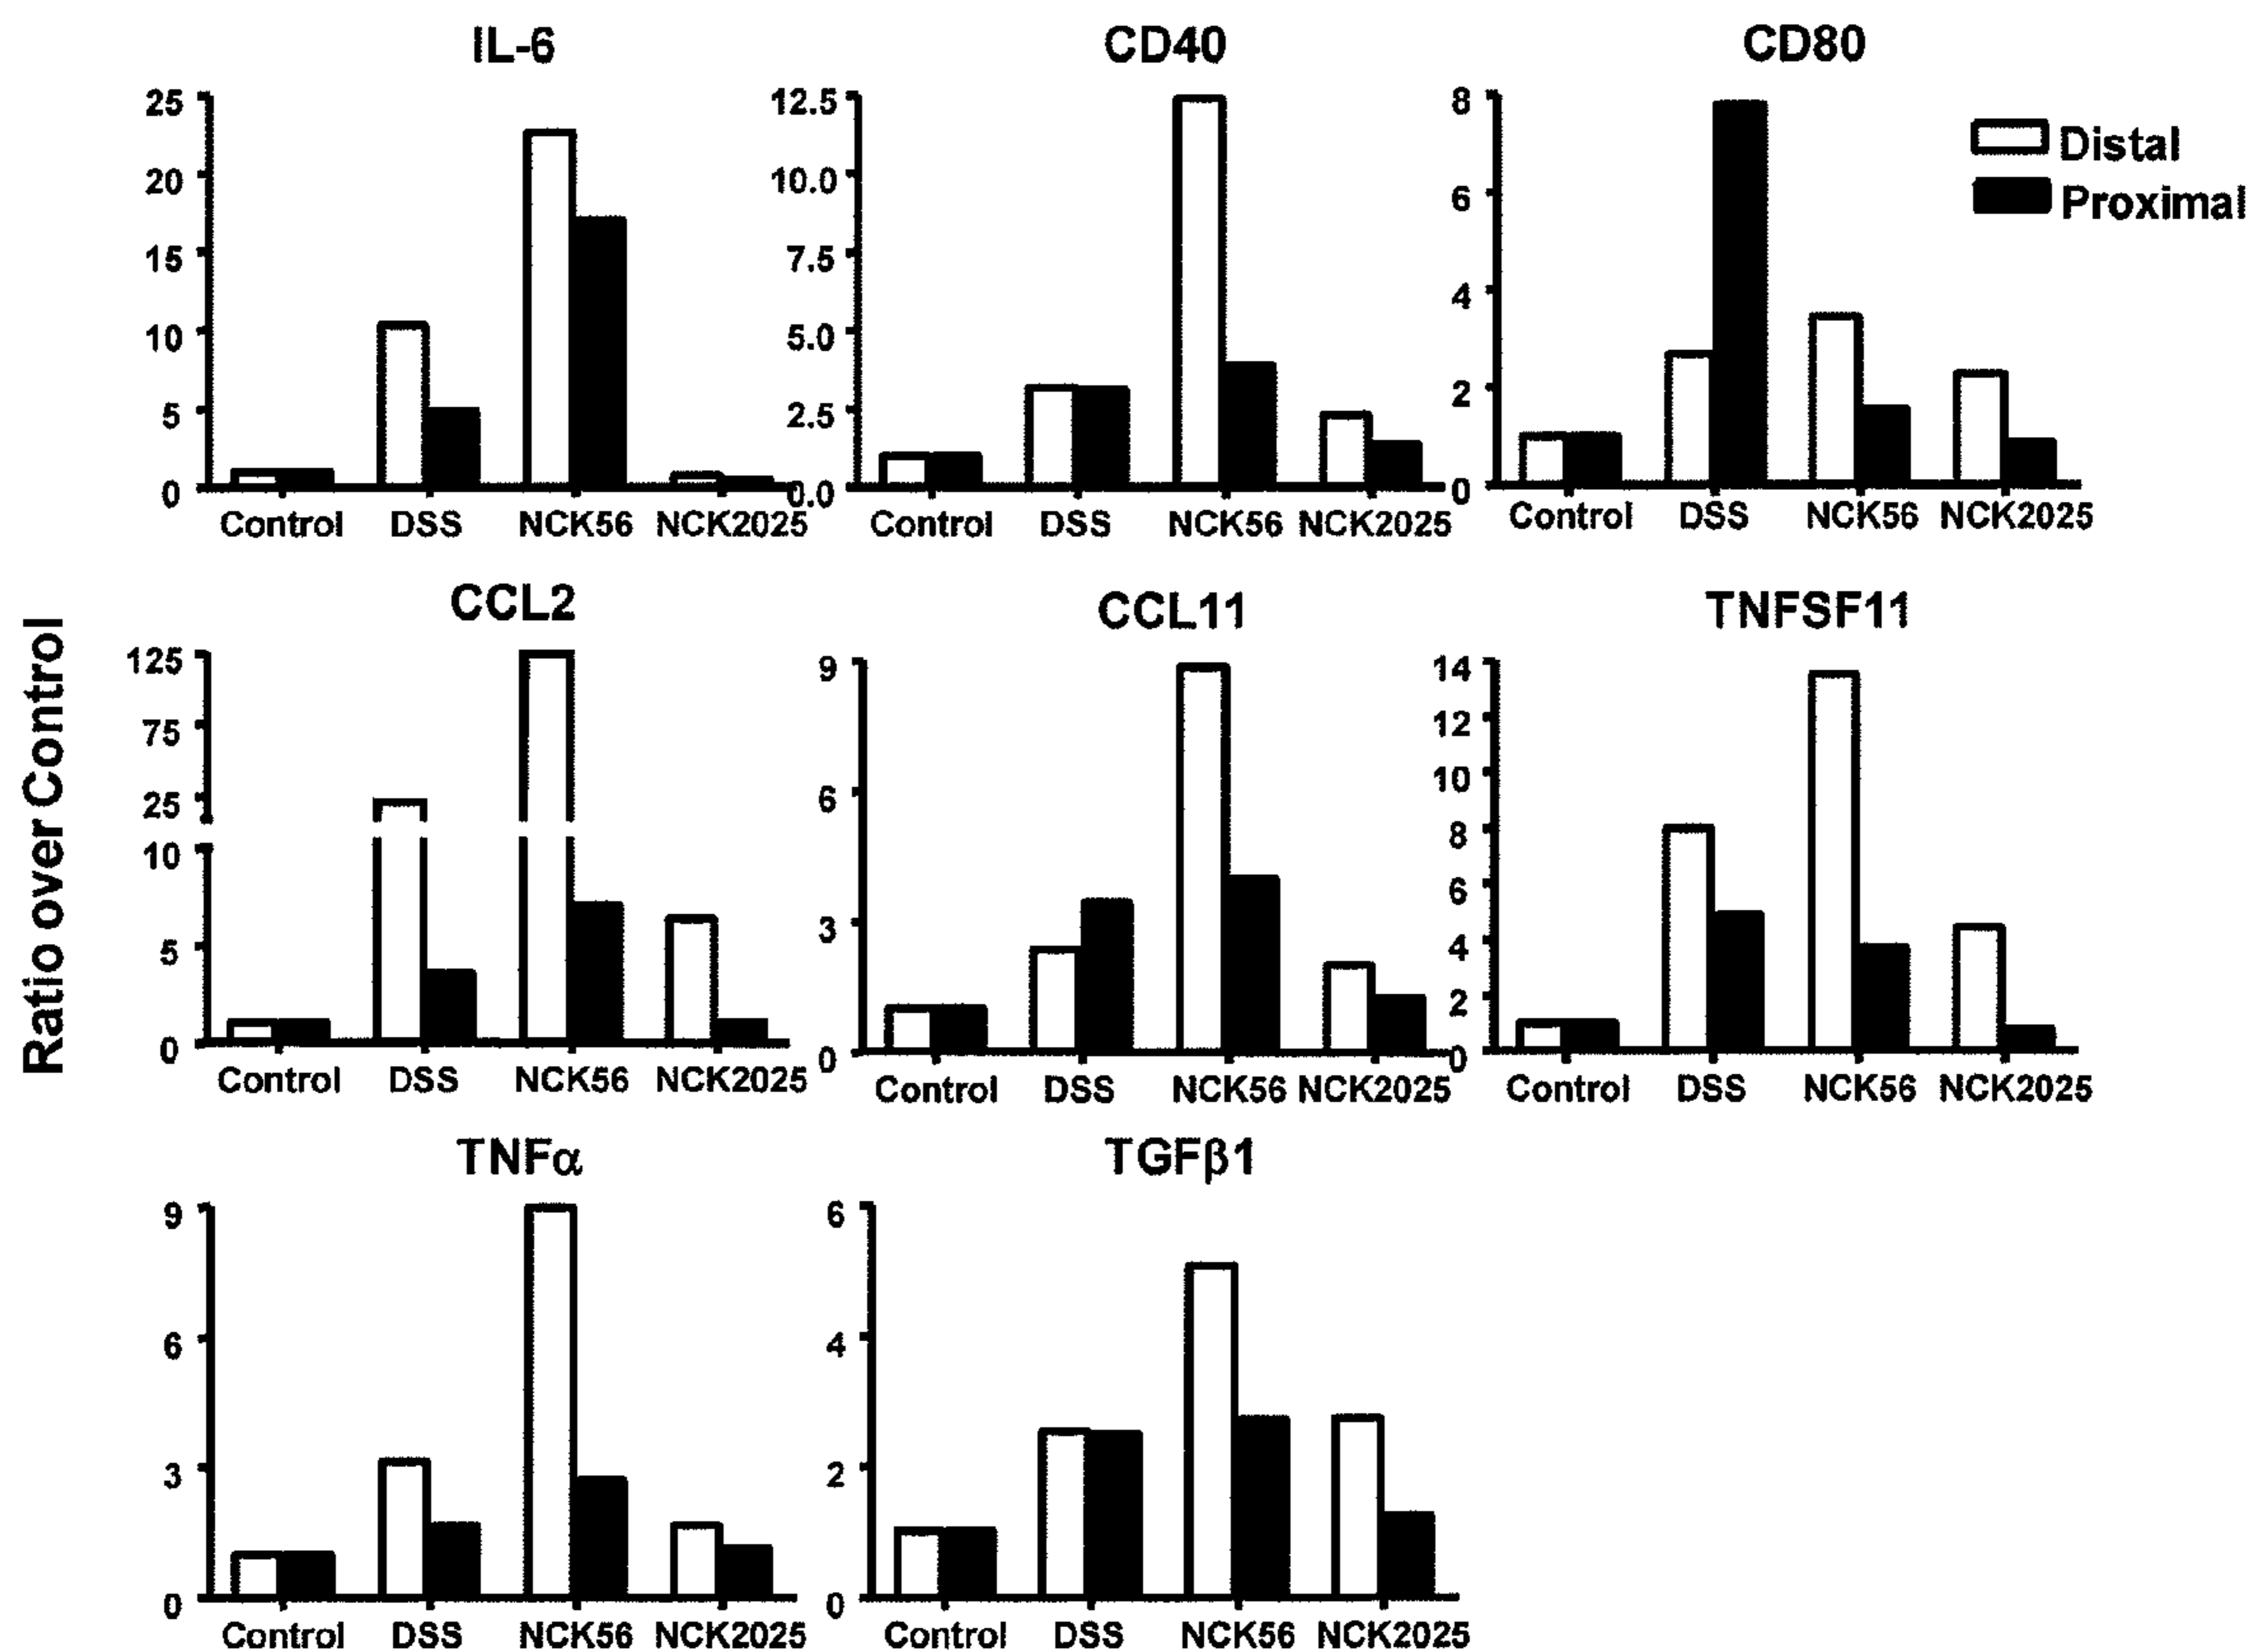 IL-6
CD40
CD80
25
20
15
10
5
0
12.5
10.0
7.5
5.0
2.5
0.0
8
6
4
2
0
Distal
Proximal
Control DSS NCK56 NCK2025
Control DSS NCK56 NCK2025
Control DSS NCK56 NCK2025
Ratio over Control
CCL2
CCL11
TNFSF11
125
75
25
10
5
0
9
6
3
0
14
12
10
8
6
4
2
0
Control DSS NCK56 NCK2025
Control DSS NCK56 NCK2025
Control DSS NCK56 NCK2025
TNFα
TGFβ1
9
6
3
0
6
4
2
0
Control DSS NCK56 NCK2025
Control DSS NCK56 NCK2025